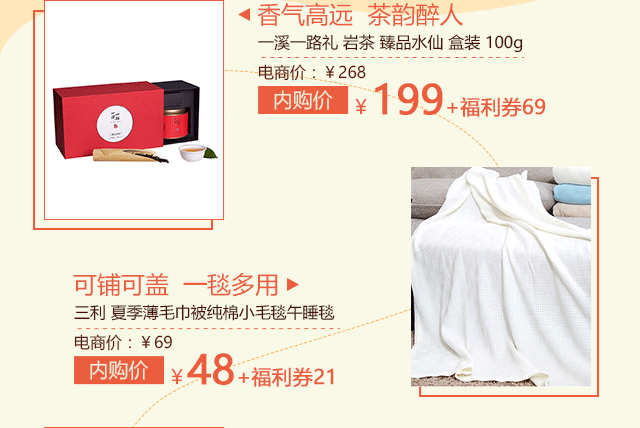 香气高远 茶韵醉人
一溪一路礼 岩茶 臻品水仙 盒装 100g
电商价：￥268
内购价 ￥199+福利券69
可铺可盖 一毯多用
三利 夏季薄毛巾被纯棉小毛毯午睡毯
电商价：￥69
内购价 ￥48+福利券21